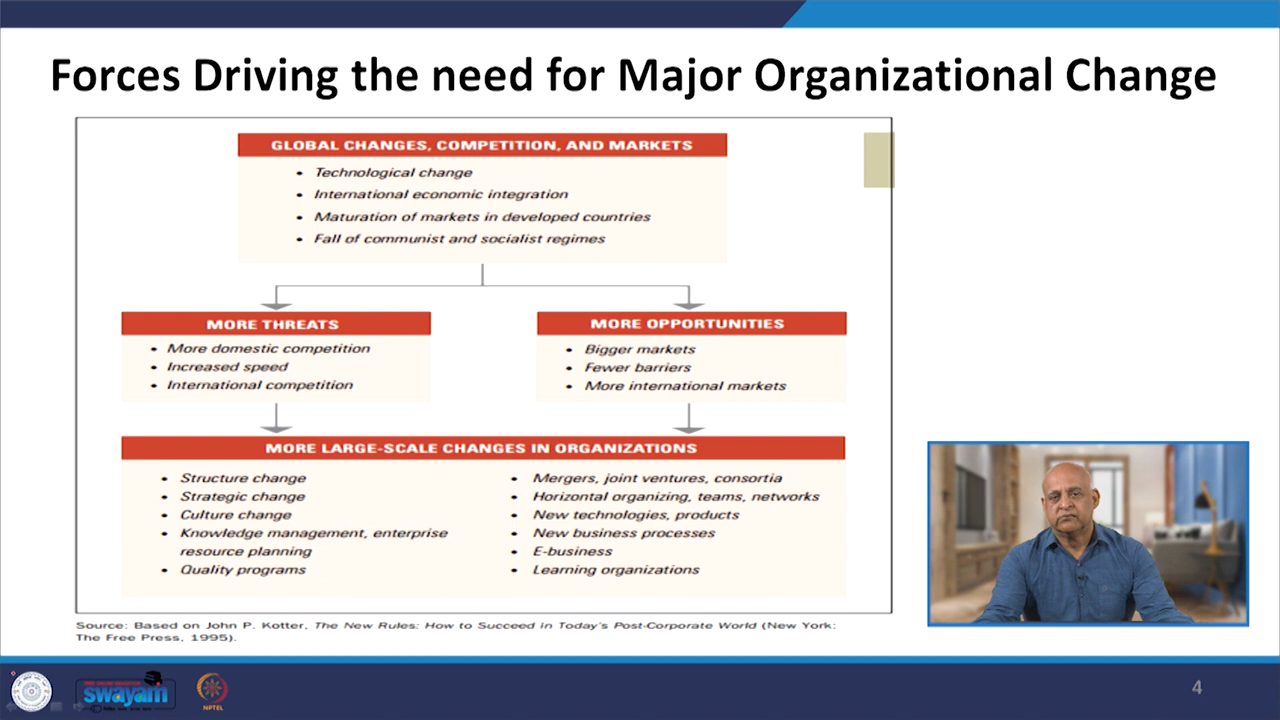 Forces Driving the need for Major Organizational Change
GLOBAL CHANGES, COMPETITION, AND MARKETS
• Technological change
• International economic integration
• Maturation of markets in developed countries
• Fall of communist and socialist regimes
MORE THREATS
• More domestic competition
• Increased speed
• International competition
MORE OPPORTUNITIES
• Bigger markets
• Fewer barriers
• More international markets
MORE LARGE-SCALE CHANGES IN ORGANIZATIONS
• Structure change
• Strategic change
• Culture change
• Knowledge management, enterprise
resource planning
• Quality programs
• Mergers, joint ventures, consortia
• Horizontal organizing, teams, networks
• New technologies, products
• New business processes
• E-business
• Learning organizations
Source: Based on John P. Kotter, The New Rules: How to Succeed in Today's Post-Corporate World (New York:
The Free Press, 1995).
swayam
NPTEL
4